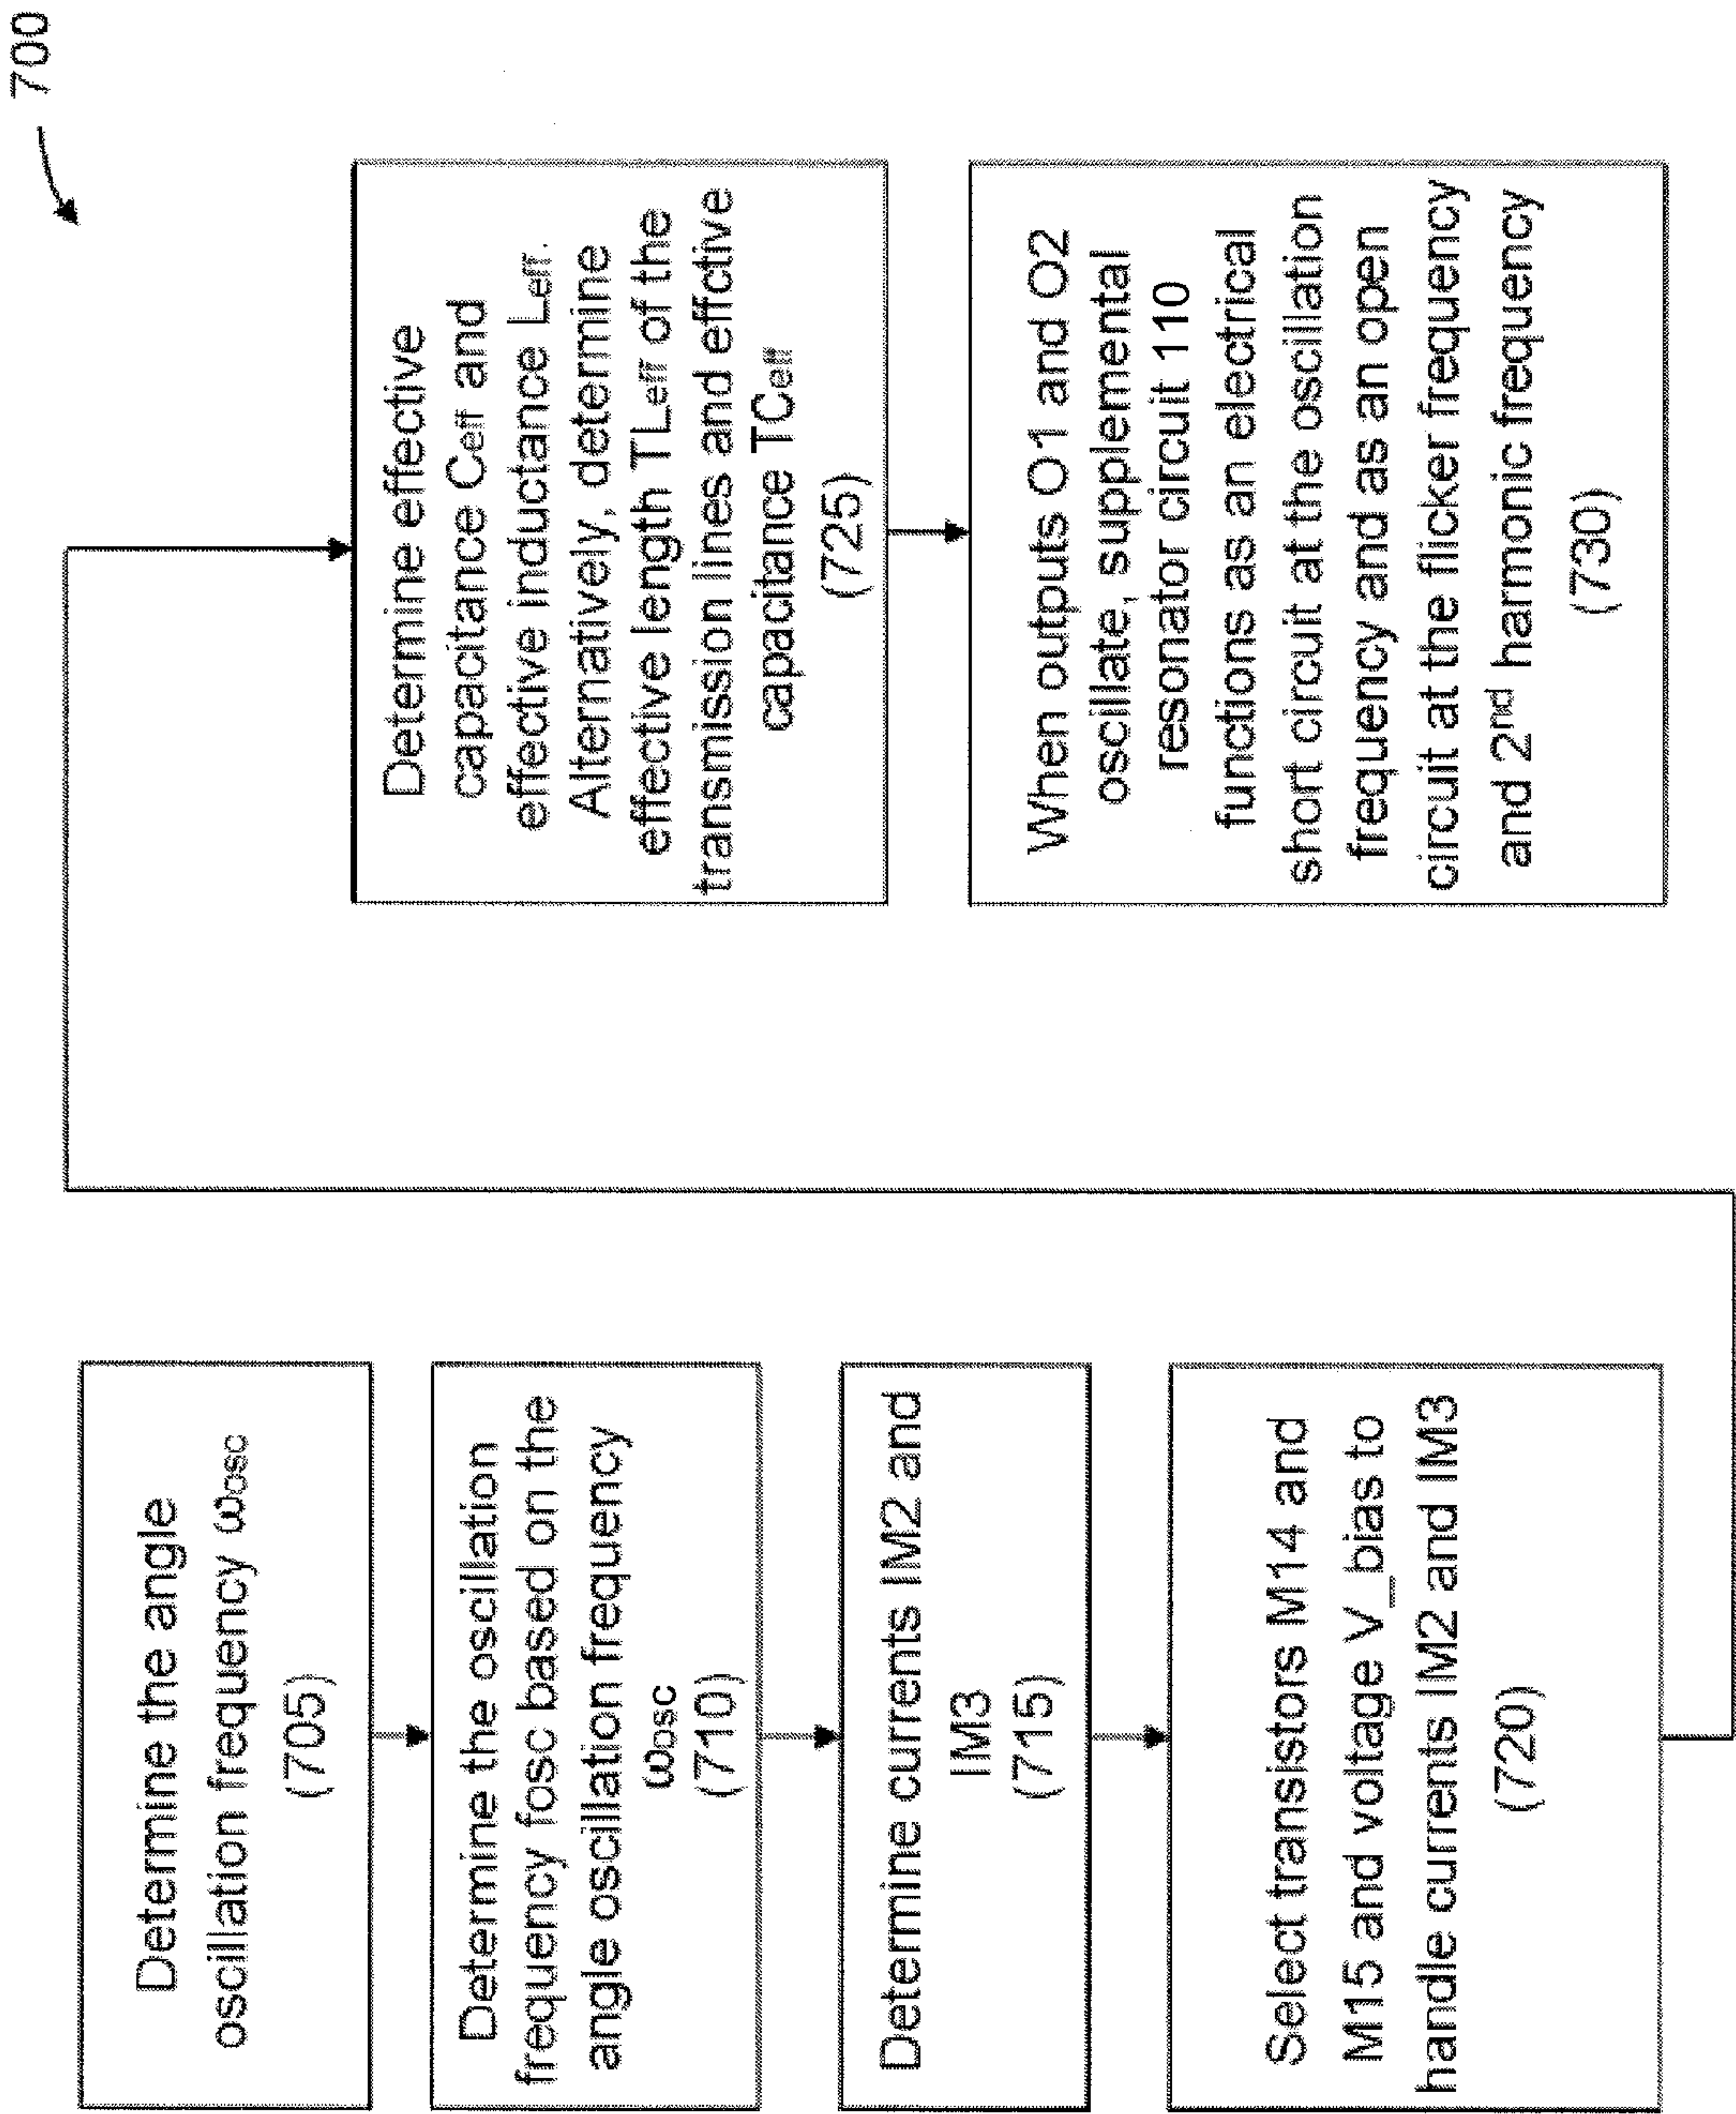 700
Determine the angle
oscillation frequency ωosc
(705)
Determine the oscillation
frequency fosc based on the
angle oscillation frequency
ωosc
(710)
Determine currents IM2 and
IM3
(715)
Select transistors M14 and
M15 and voltage V_bias to
handle currents IM2 and IM3
(720)
Determine effective
capacitance Ceff and
effective inductance Leff.
Alternatively, determine
effective length TLeff of the
transmission lines and effctive
capacitance TCeff
(725)
When outputs O1 and O2
oscillate, supplemental
resonator circuit 110
functions as an electrical
short circuit at the oscillation
frequency and as an open
circuit at the flicker frequency
and 2nd harmonic frequency
(730)